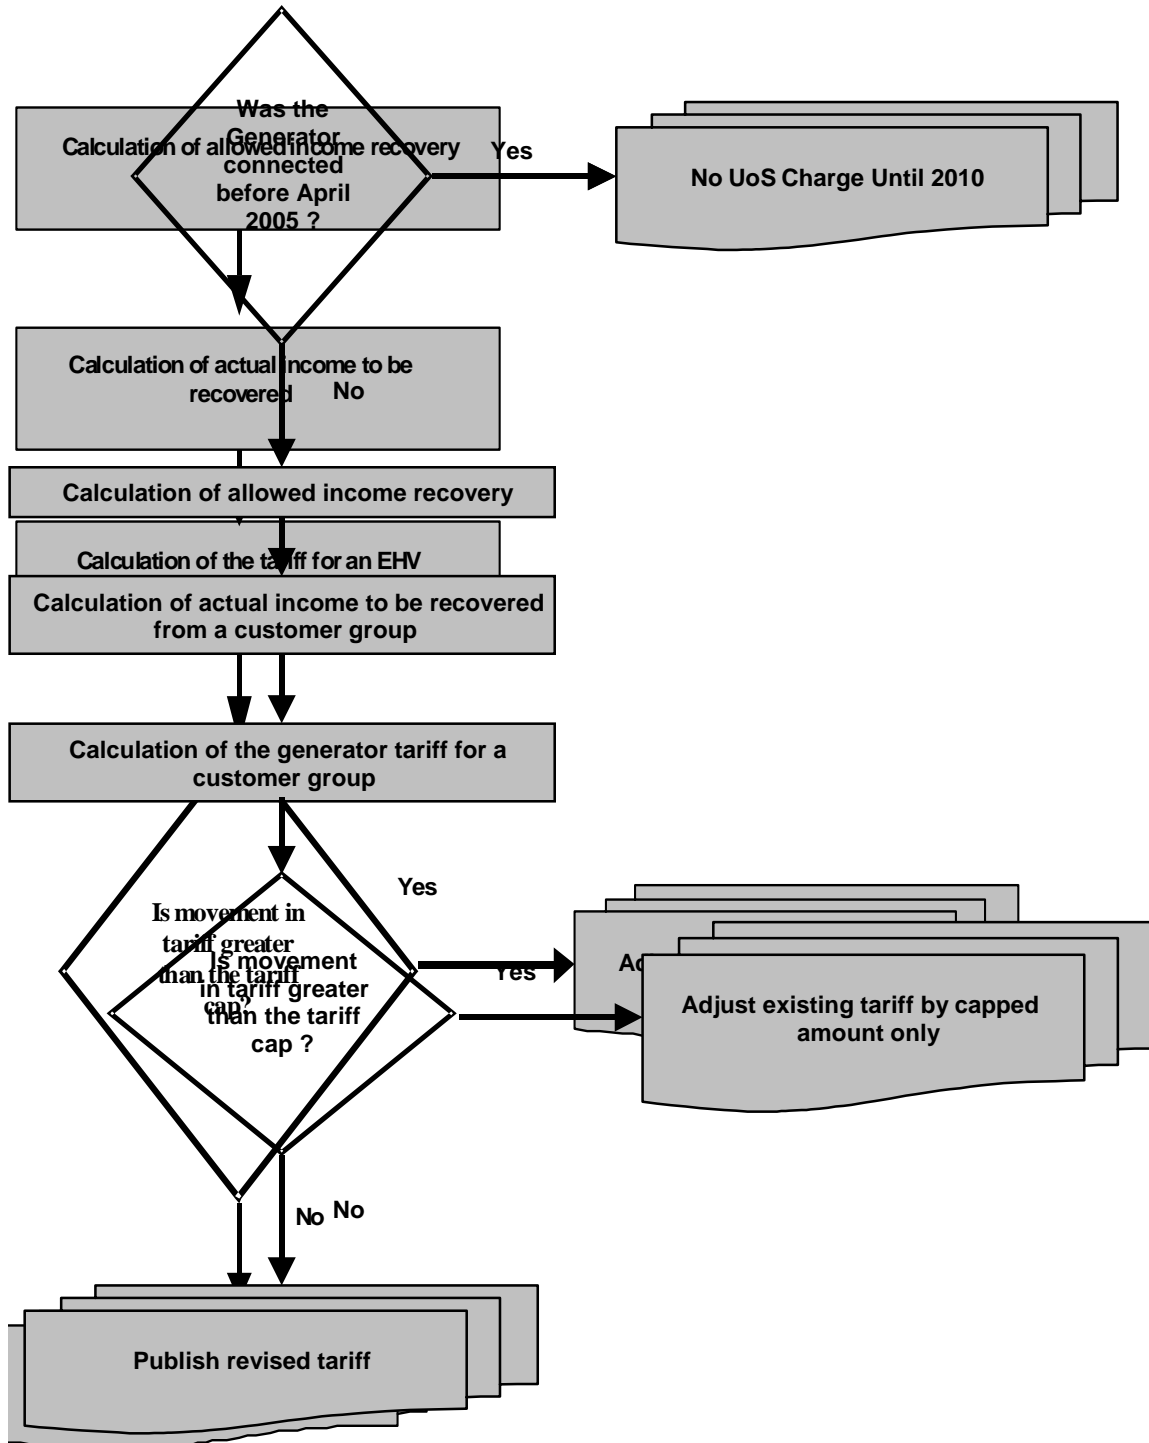 Was the
Generator
connected
before April
2005 ?
Calculation of allowed income recovery
Yes
No UoS Charge Until 2010
Calculation of actual income to be
recovered
No
Calculation of allowed income recovery
Calculation of the tariff for an EHV
Calculation of actual income to be recovered
from a customer group
Calculation of the generator tariff for a
customer group
Yes
Is movement in
tariff greater
than the tariff
cap?
Is movement
in tariff greater
than the tariff
cap ?
Yes
Adjust existing tariff by capped
amount only
No
No
Publish revised tariff